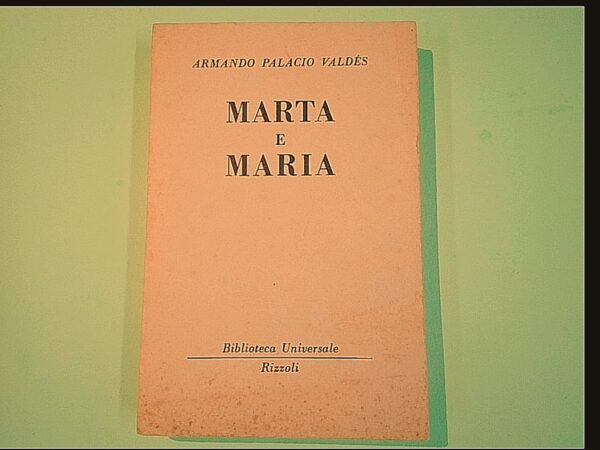 ARMANDO PALACIO VALDÉS
MARTA
E
MARIA
Biblioteca Universale
Rizzoli